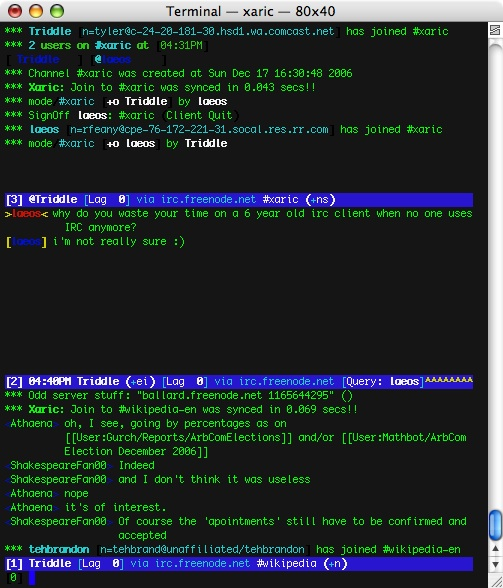 Terminal — xaric — 80x40
*** Triddle [n=tyler@c-24-20-181-30.hsd1.wa.comcast.net] has joined #xaric
*** 2 users on #xaric at [04:31PM]
[ Triddle ] [@laeos ]
*** Channel #xaric was created at Sun Dec 17 16:30:48 2006
*** Xaric: Join to #xaric was synced in 0.043 secs!!
*** mode #xaric [+o Triddle] by laeos
*** SignOff laeos: #xaric (Client Quit)
*** laeos [n=rfeany@cpe-76-172-221-31.socal.res.rr.com] has joined #xaric
*** mode #xaric [+o laeos] by Triddle
[3] @Triddle [Lag 0] via irc.freenode.net #xaric (+ns)
>laeos< why do you waste your time on a 6 year old irc client when no one uses
IRC anymore?
[laeos] i'm not really sure :)
[2] 04:40PM Triddle (+ei) [Lag 0] via irc.freenode.net [Query: laeos]^^^^^^^^
*** Odd server stuff: "ballard.freenode.net 1165644295" ()
*** Xaric: Join to #wikipedia-en was synced in 0.069 secs!!
<Athaena> oh, I see, going by percentages as on
[[User:Gurch/Reports/ArbComElections]] and/or [[User:Mathbot/ArbCom
Election December 2006]]
<ShakespeareFan00> Indeed
<ShakespeareFan00> and I don't think it was useless
<Athaena> nope
<Athaena> it's of interest.
<ShakespeareFan00> Of course the 'apointments' still have to be confirmed and
accepted
*** tehbrandon [n=tehbrand@unaffiliated/tehbrandon] has joined #wikipedia-en
[1] Triddle [Lag 0] via irc.freenode.net #wikipedia (+n)
[0]